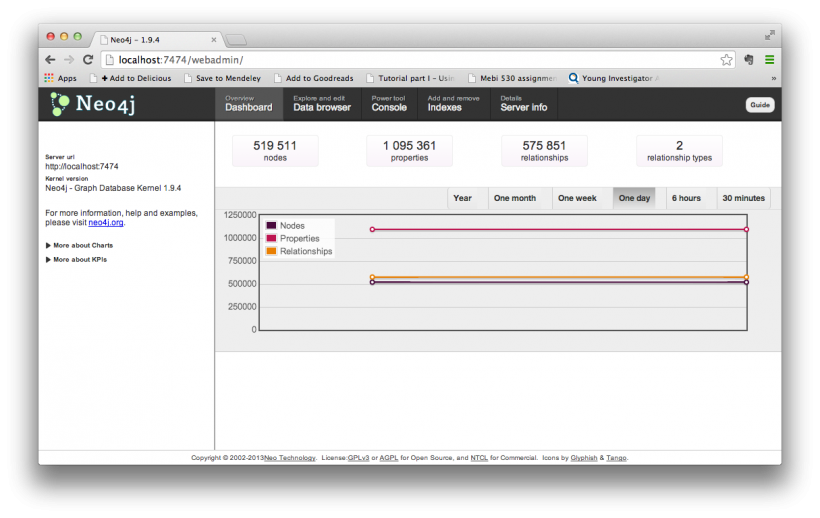 Neo4j - 1.9.4
localhost:7474/webadmin/
Apps
+ Add to Delicious
Save to Mendeley
Add to Goodreads
Tutorial part I - Usin
Mebi 530 assignmen
Young Investigator A
»
Neo4j
Overview
Dashboard
Explore and edit
Data browser
Power tool
Console
Add and remove
Indexes
Details
Server info
Guide
Server url
http://localhost:7474
Kernel version
Neo4j - Graph Database Kernel 1.9.4
For more information, help and examples,
please visit neo4j.org.
More about Charts
More about KPIs
519 511
nodes
1 095 361
properties
575 851
relationships
2
relationship types
Year
One month
One week
One day
6 hours
30 minutes
1250000
1000000
750000
500000
250000
0
Nodes
Properties
Relationships
Copyright © 2002-2013Neo Technology. License:GPLv3 or AGPL for Open Source, and NTCL for Commercial. Icons by Glyphish & Tango.